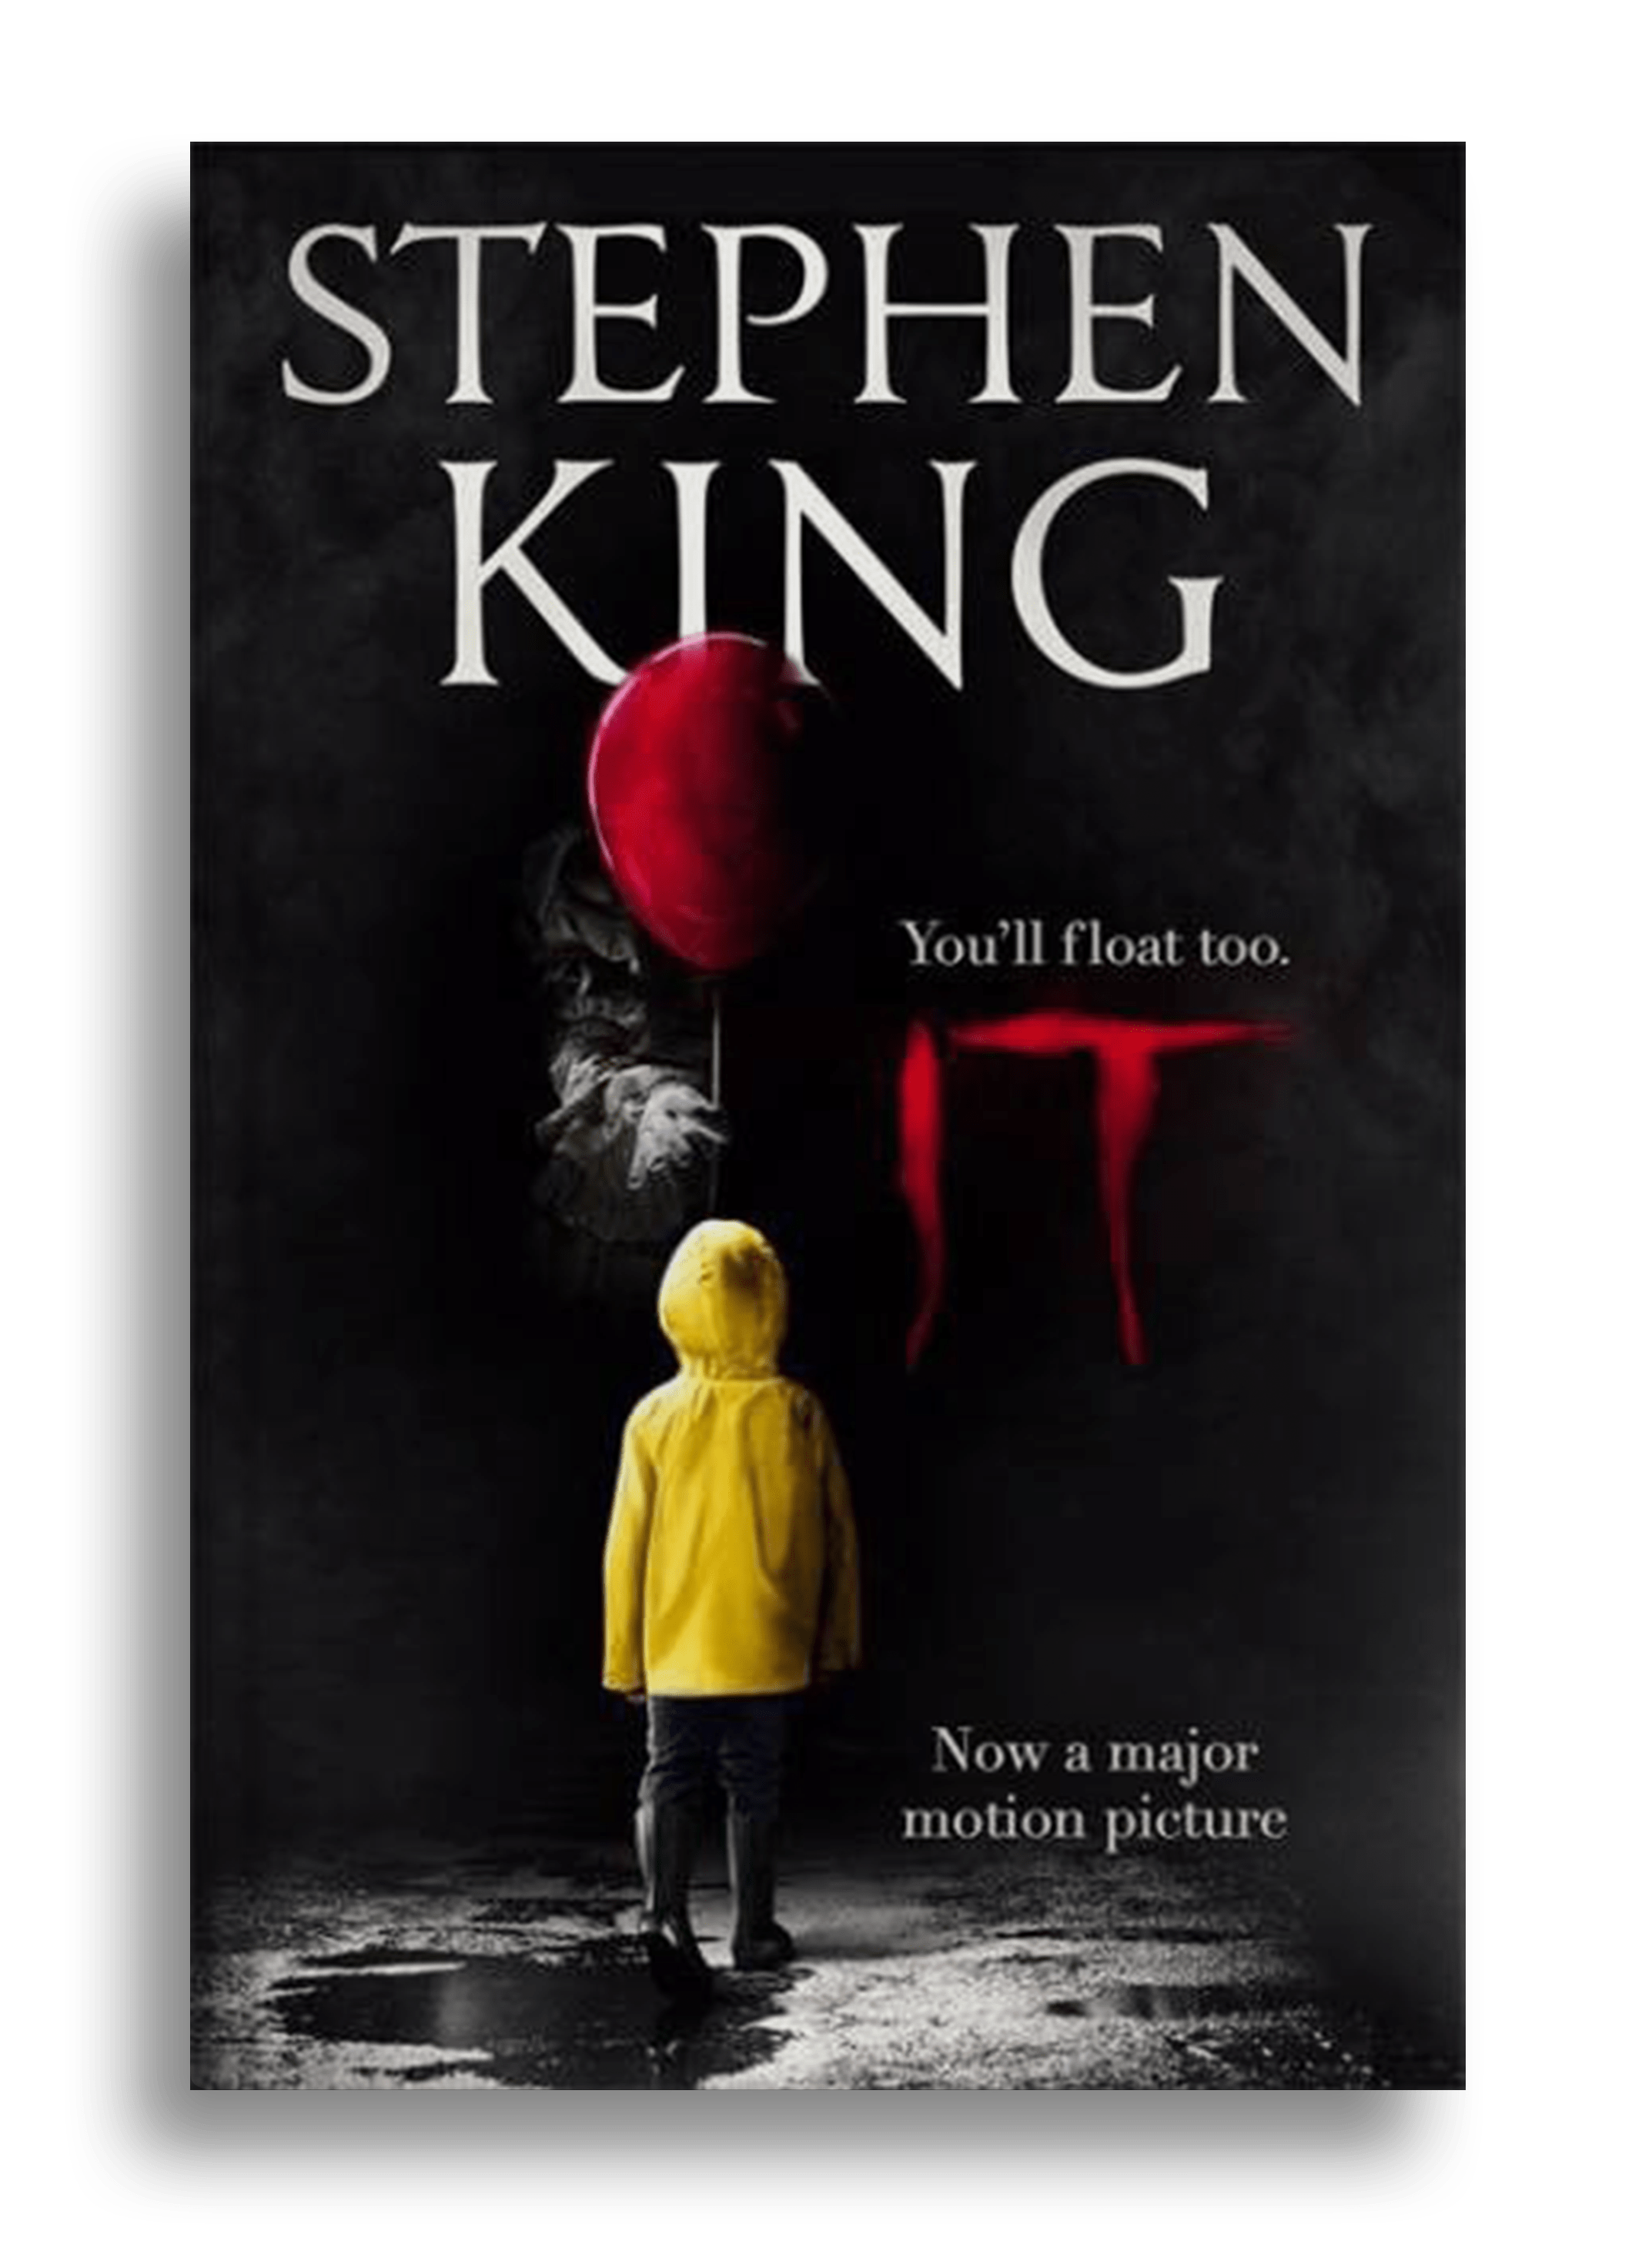 STEPHEN
KING
You'll float too.
IT
Now a major
motion picture